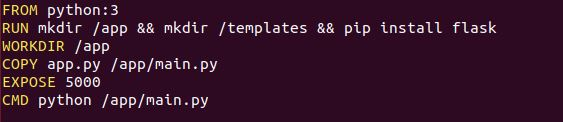 FROM python:3
RUN mkdir /app && mkdir /templates && pip install flask
WORKDIR /app
COPY app.py /app/main.py
EXPOSE 5000
CMD python /app/main.py